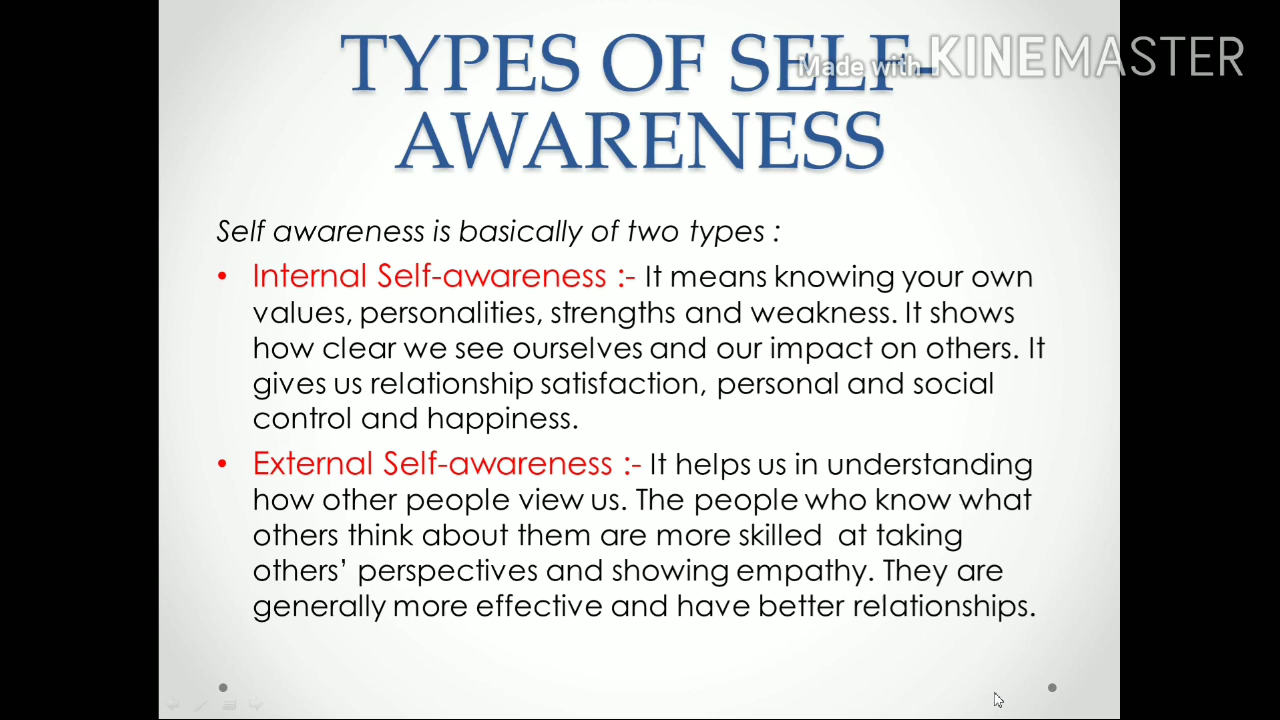 TYPES OF SELF-
Made with KINEMASTER
AWARENESS
Self awareness is basically of two types :
• Internal Self-awareness :- It means knowing your own
values, personalities, strengths and weakness. It shows
how clear we see ourselves and our impact on others. It
gives us relationship satisfaction, personal and social
control and happiness.
• External Self-awareness :- It helps us in understanding
how other people view us. The people who know what
others think about them are more skilled at taking
others’ perspectives and showing empathy. They are
generally more effective and have better relationships.